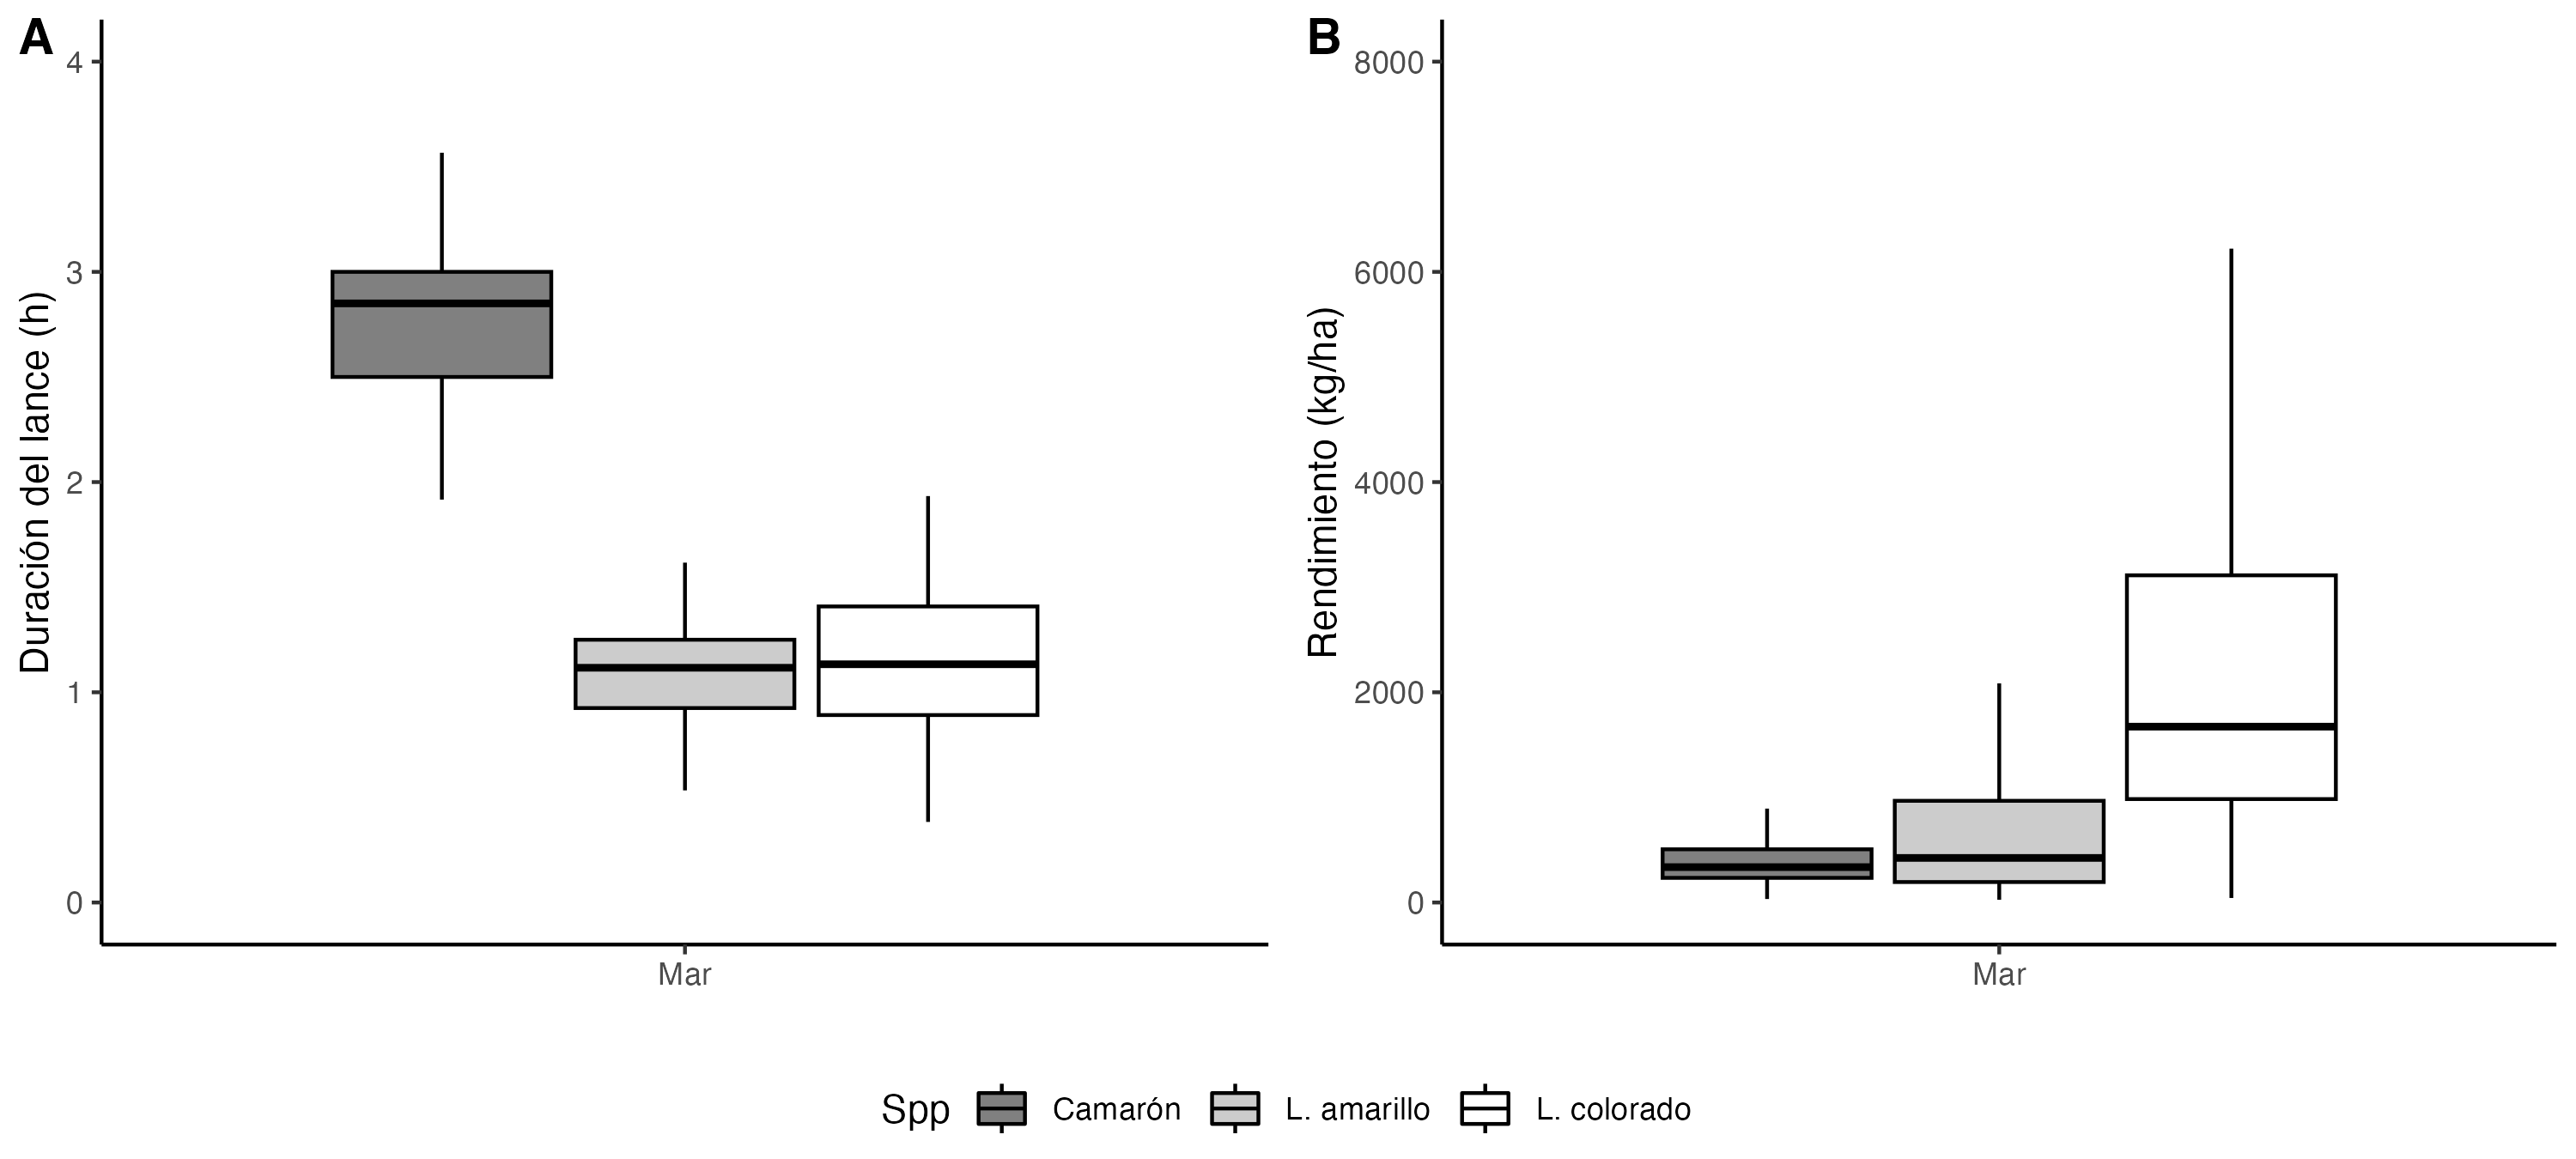 A
4
3
2
1
0
Duración del lance (h)
Mar
B
8000
6000
4000
2000
0
Rendimiento (kg/ha)
Mar
Spp Camarón L. amarillo L. colorado